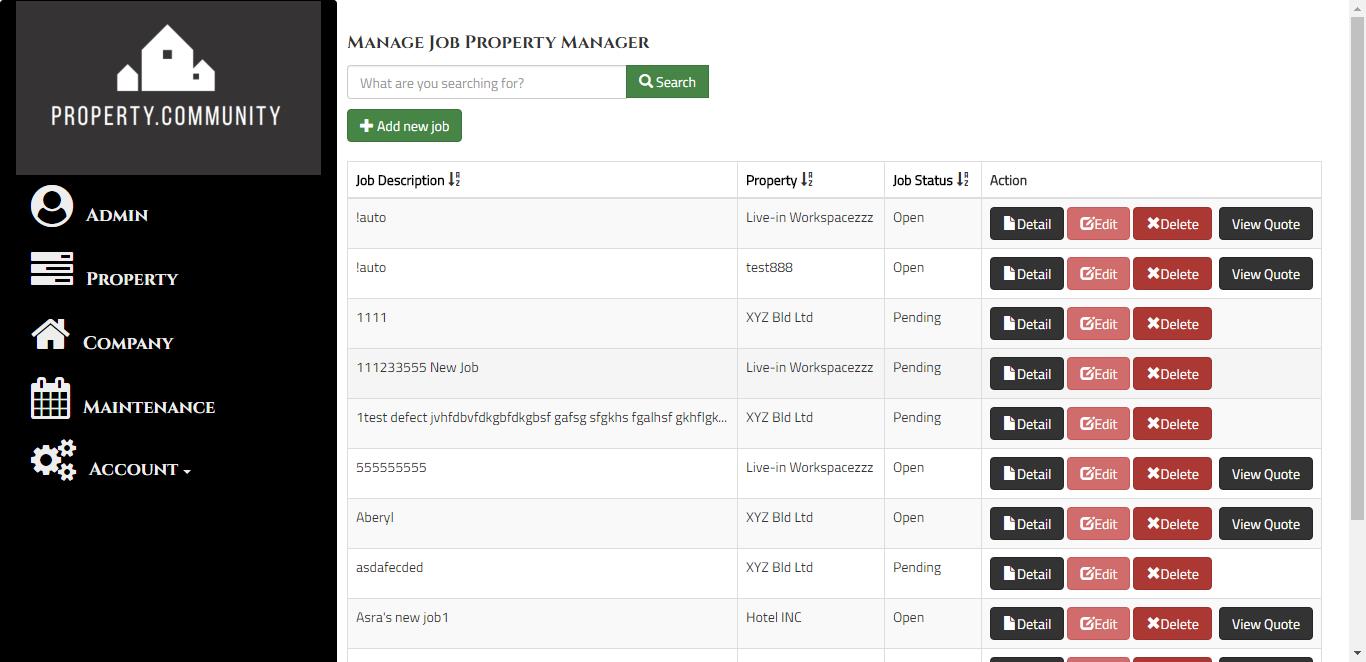 PROPERTY.COMMUNITY
Admin
Property
Company
Maintenance
Account
Manage Job Property Manager
What are you searching for? Search
Add new job
Job Description Property Job Status Action
!auto Live-in Workspacezzz Open Detail Edit Delete View Quote
!auto test888 Open Detail Edit Delete View Quote
1111 XYZ Bld Ltd Pending Detail Edit Delete
111233555 New Job Live-in Workspacezzz Pending Detail Edit Delete
1test defect jvhfdbvfdkgbfdkgbsf gafsg sfgkhs fgalhsf gkhflgk... XYZ Bld Ltd Pending Detail Edit Delete
555555555 Live-in Workspacezzz Open Detail Edit Delete View Quote
Aberyl XYZ Bld Ltd Open Detail Edit Delete View Quote
asdafecded XYZ Bld Ltd Pending Detail Edit Delete
Asra's new job1 Hotel INC Open Detail Edit Delete View Quote